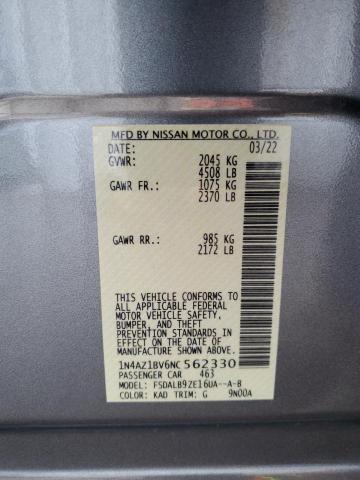 MFD BY NISSAN MOTOR CO., LTD.
DATE: 03/22
GVWR: 2045 KG
4508 LB
GAWR FR.: 1075 KG
2370 LB
GAWR RR.: 985 KG
2172 LB
THIS VEHICLE CONFORMS TO
ALL APPLICABLE FEDERAL
MOTOR VEHICLE SAFETY,
BUMPER, AND THEFT
PREVENTION STANDARDS IN
EFFECT ON THE DATE OF
MANUFACTURE SHOWN ABOVE.
1N4AZ1BV6NC562330
PASSENGER CAR 463
MODEL: FSDALB9ZE16UA--A-B
COLOR: KAD TRIM: G 9N00A